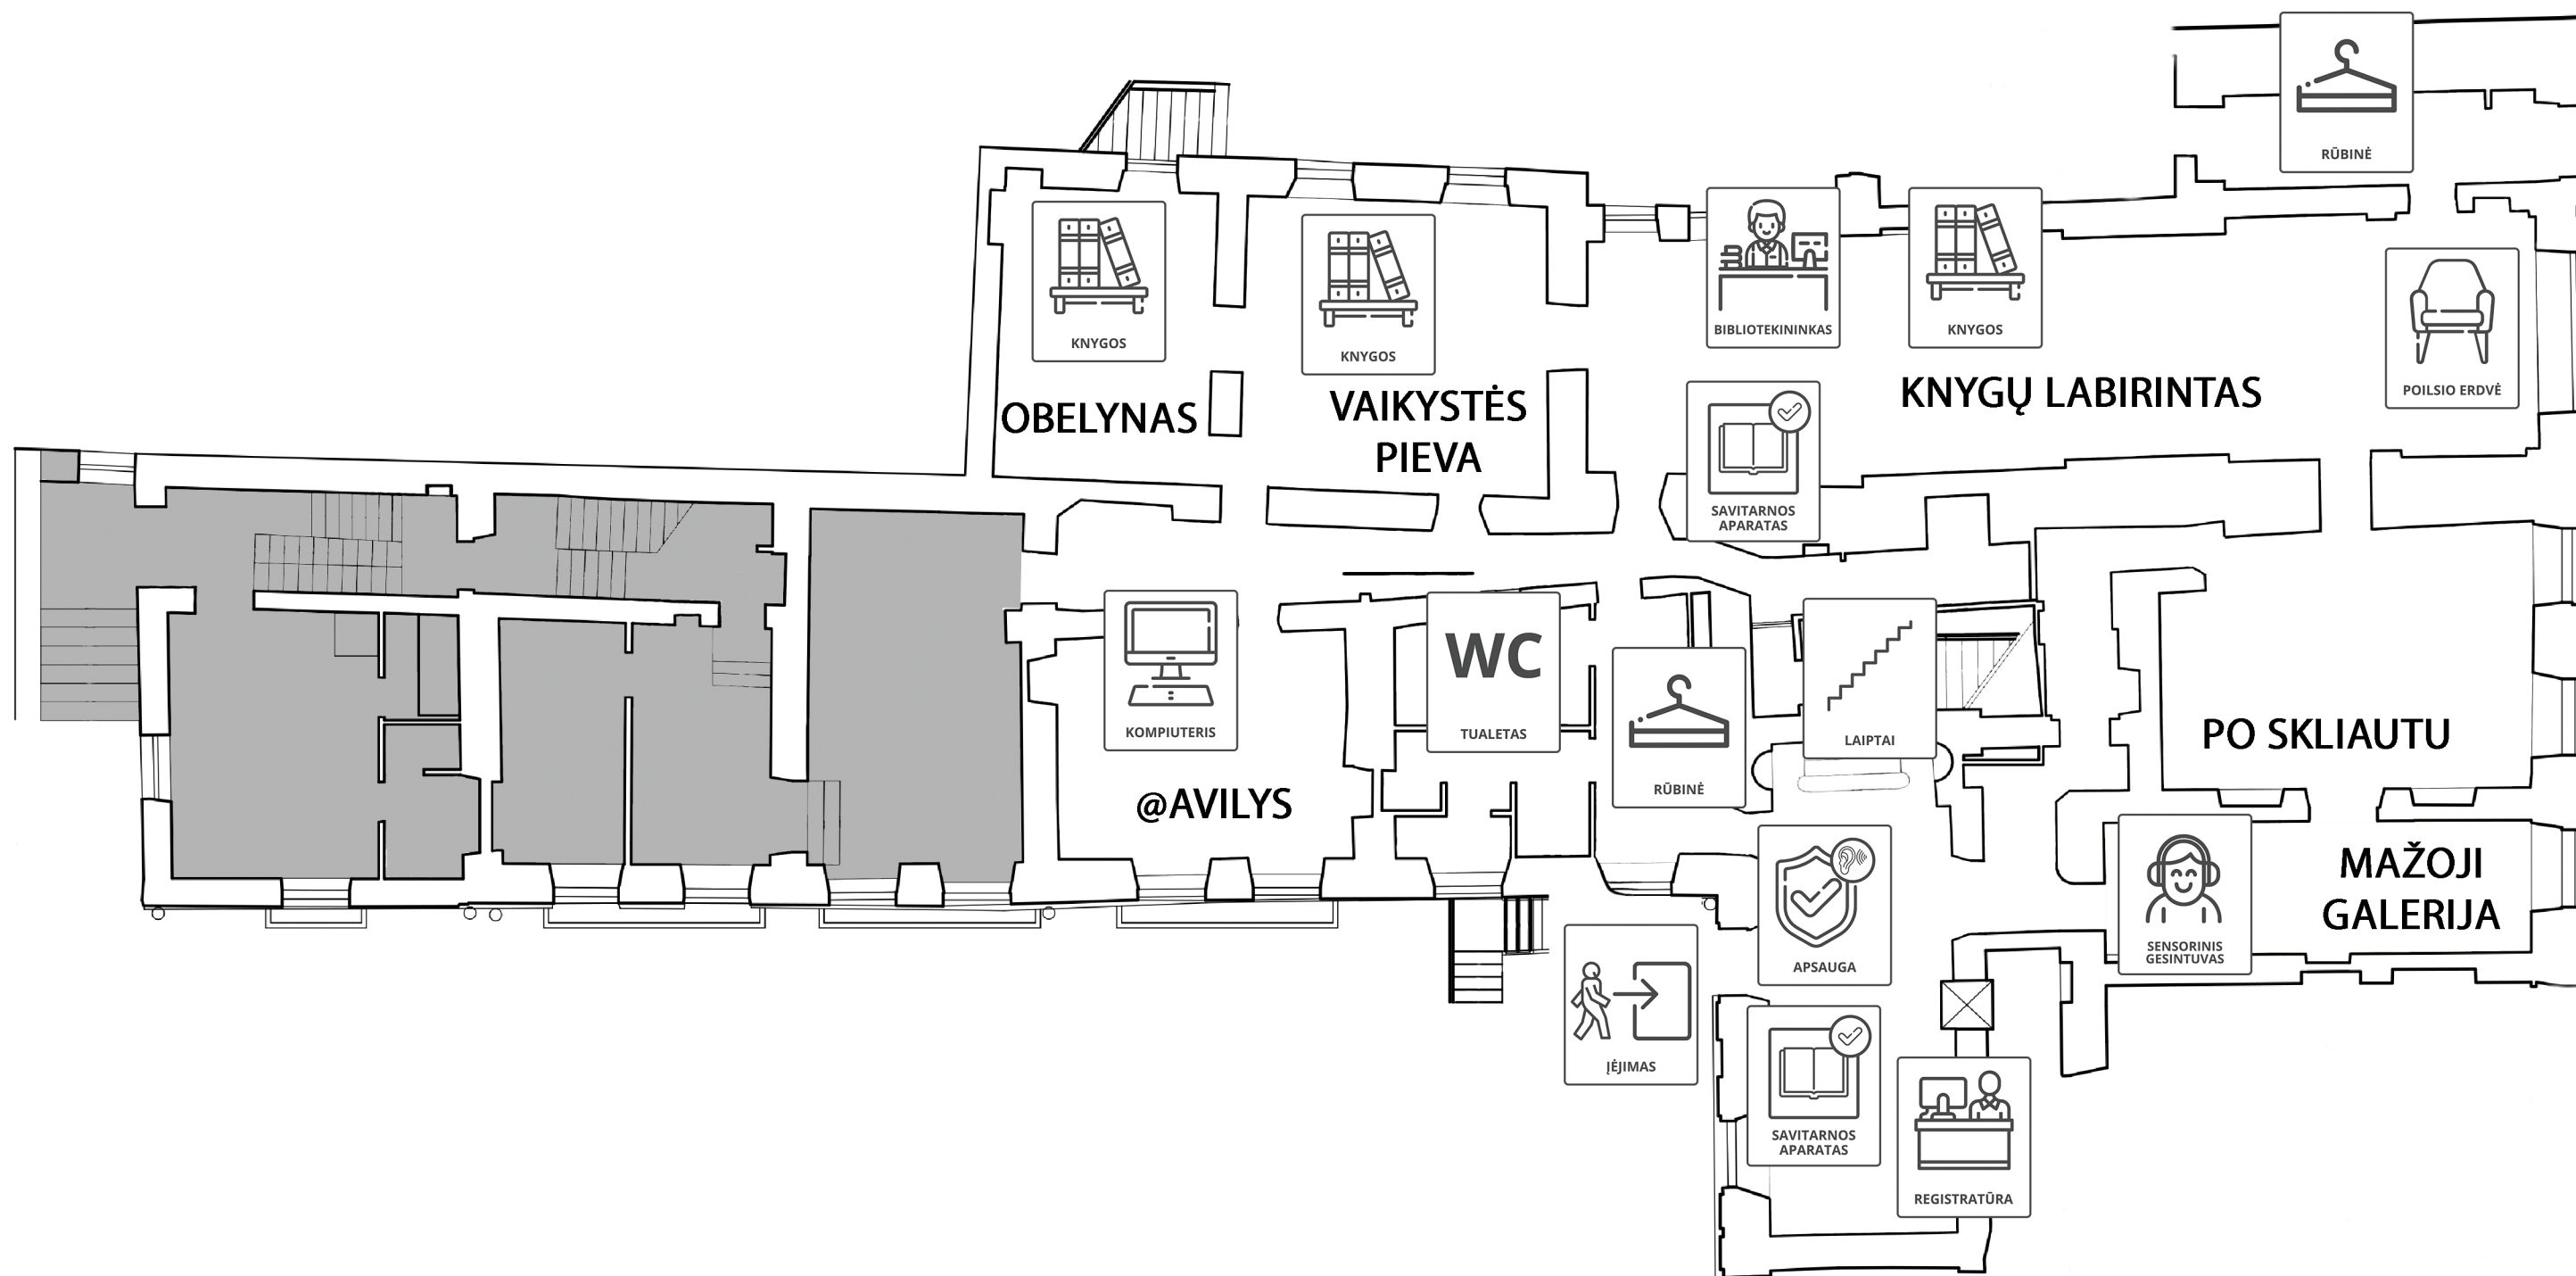 RŪBINĖ
KNYGOS
KNYGOS
BIBLIOTEKININKAS
KNYGOS
POILSIO ERDVĖ
OBELYNAS
VAIKYSTĖS
PIEVA
KNYGŲ LABIRINTAS
SAVITARNOS
APARATAS
KOMPIUTERIS
WC
TUALETAS
RŪBINĖ
LAIPTAI
PO SKLIAUTU
@AVILYS
MAŽOJI
GALERIJA
SENSORINIS
GESINTUVAS
APSAUGA
ĮĖJIMAS
SAVITARNOS
APARATAS
REGISTRATŪRA